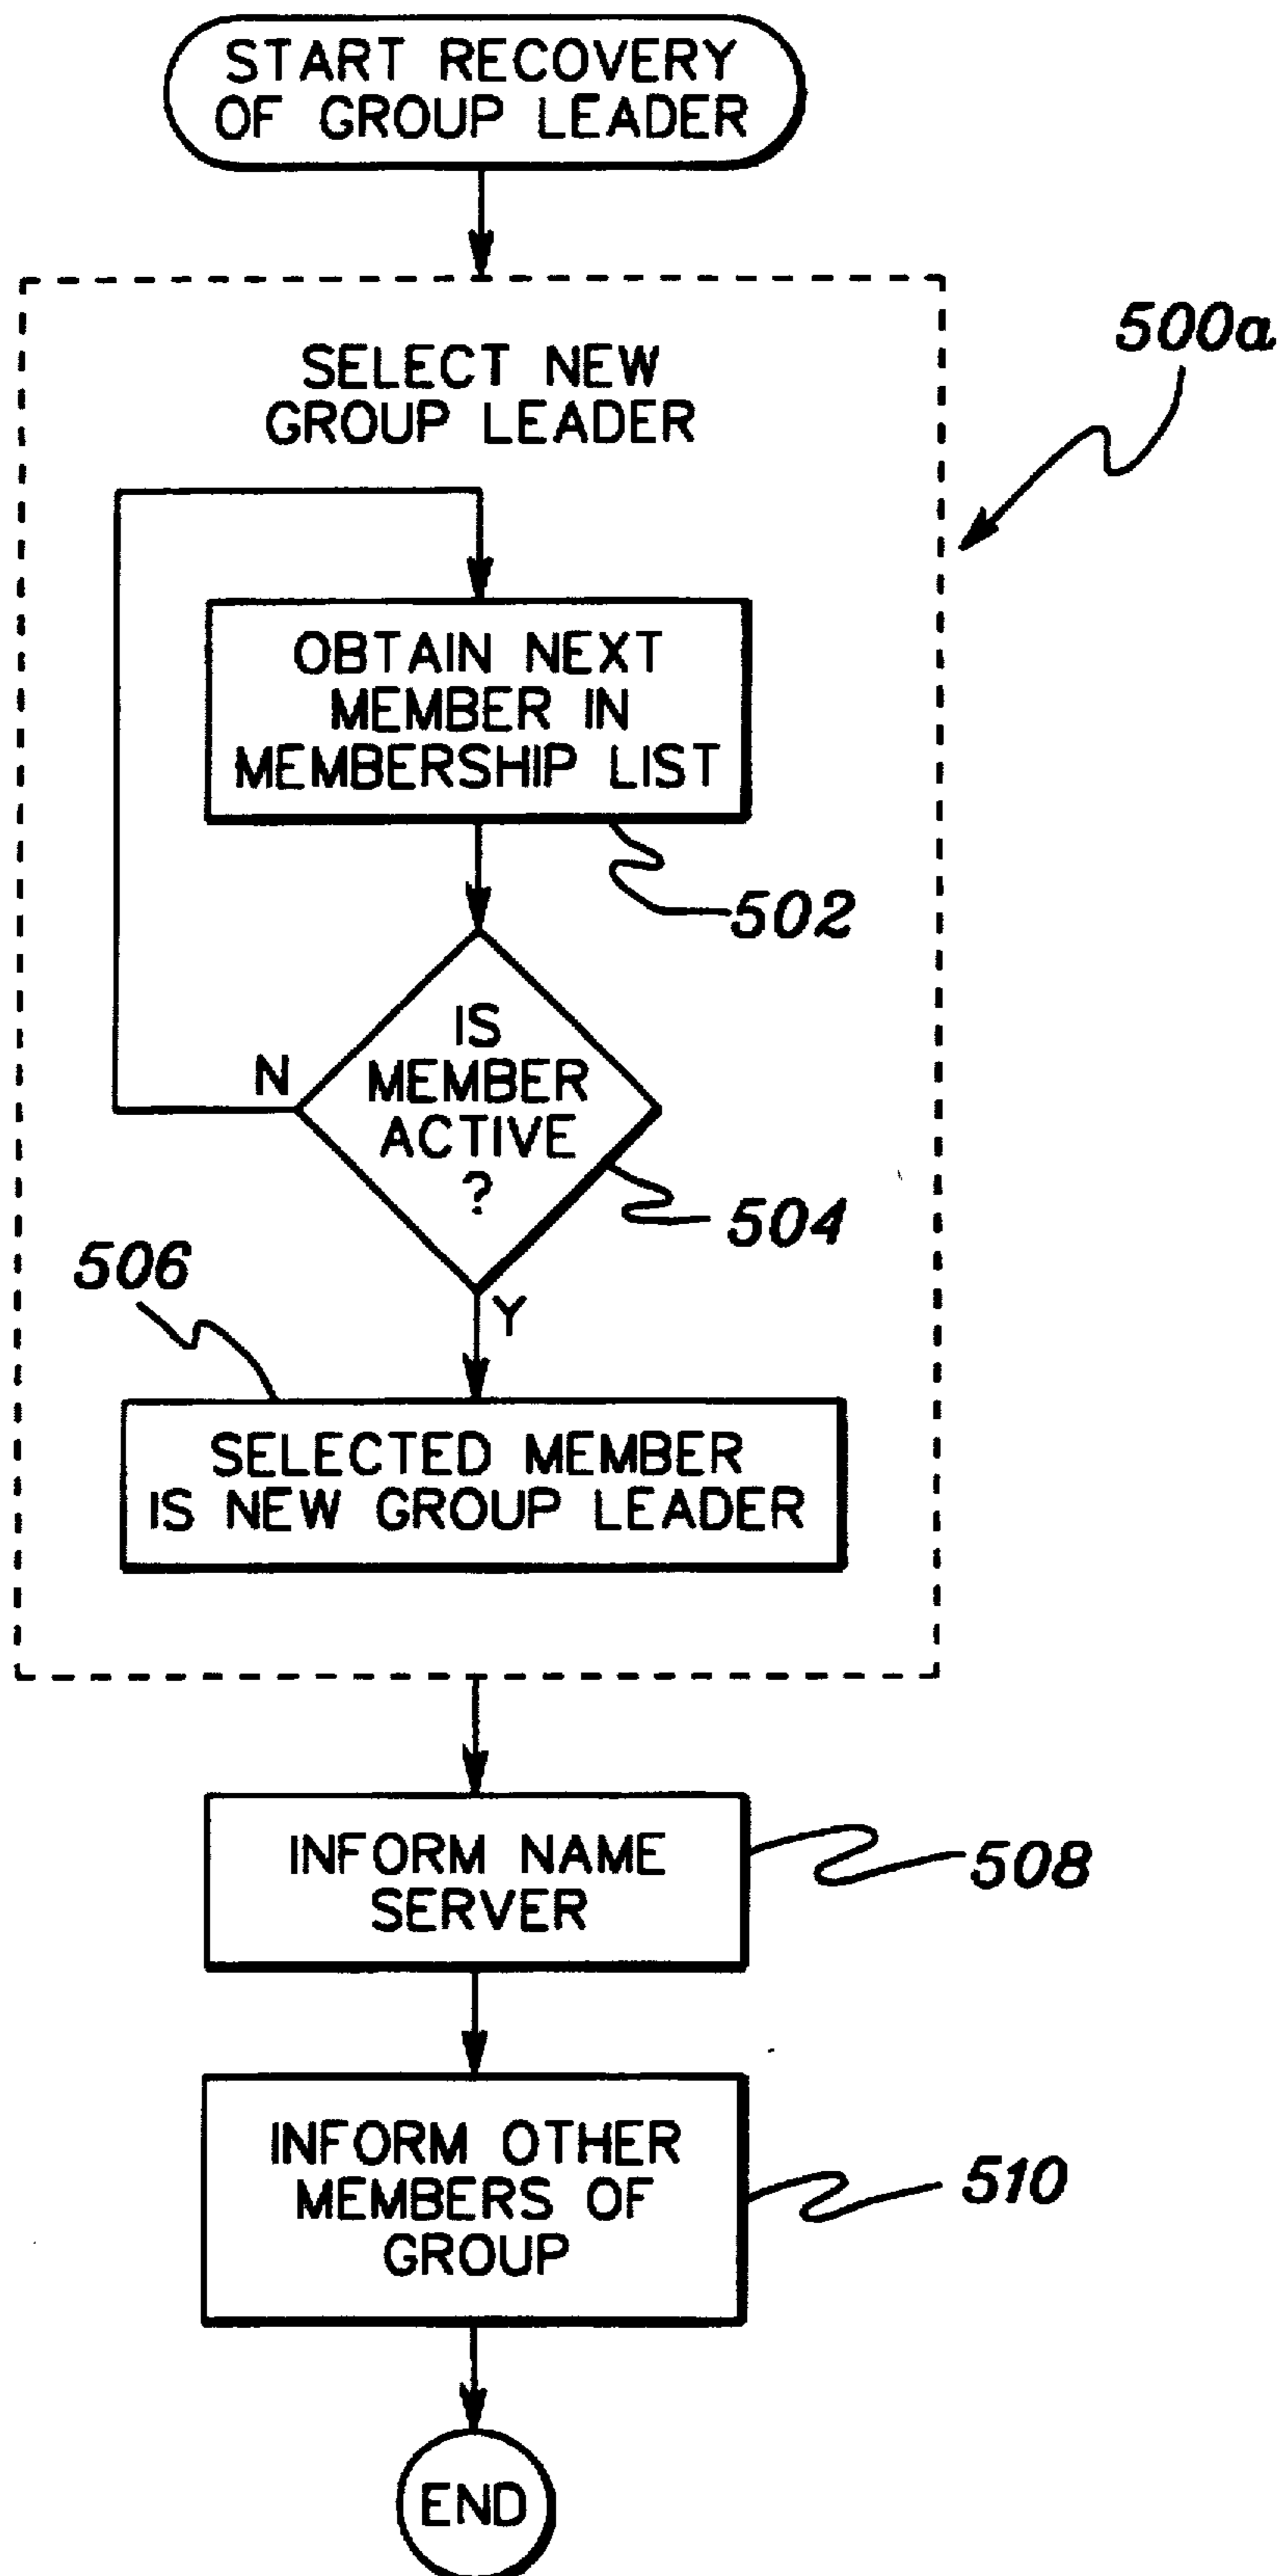 START RECOVERY
OF GROUP LEADER
500a
SELECT NEW
GROUP LEADER
OBTAIN NEXT
MEMBER IN
MEMBERSHIP LIST
502
IS
MEMBER
ACTIVE
?
N
504
Y
506
SELECTED MEMBER
IS NEW GROUP LEADER
INFORM NAME
SERVER
508
INFORM OTHER
MEMBERS OF
GROUP
510
END